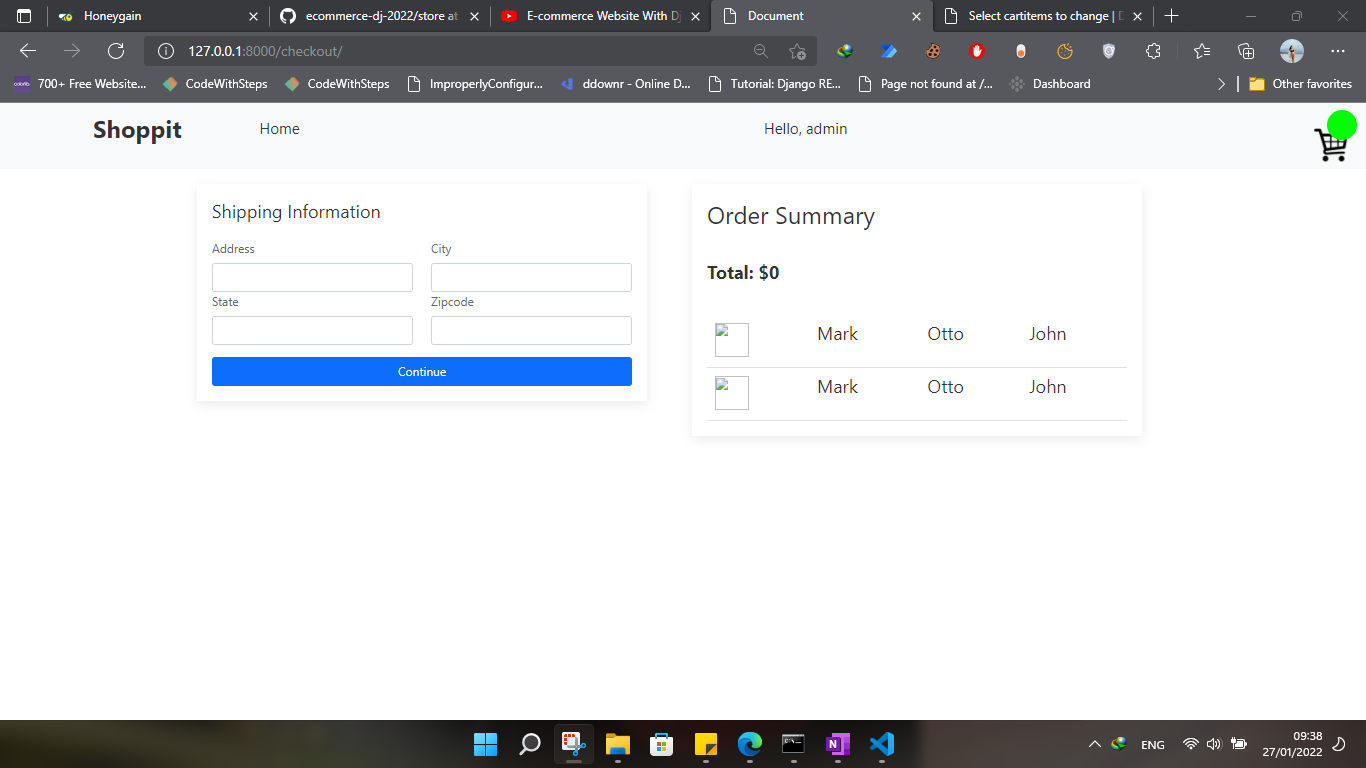 Honeygain
ecommerce-dj-2022/store at
E-commerce Website With Dj
Document
Select cartitems to change | D
127.0.0.1:8000/checkout/
700+ Free Website...
CodeWithSteps
CodeWithSteps
ImproperlyConfigur...
ddownr - Online D...
Tutorial: Django RE...
Page not found at /...
Dashboard
Other favorites
Shoppit
Home
Hello, admin
Shipping Information
Address
City
State
Zipcode
Continue
Order Summary
Total: $0
Mark Otto John
Mark Otto John
ENG
09:38
27/01/2022